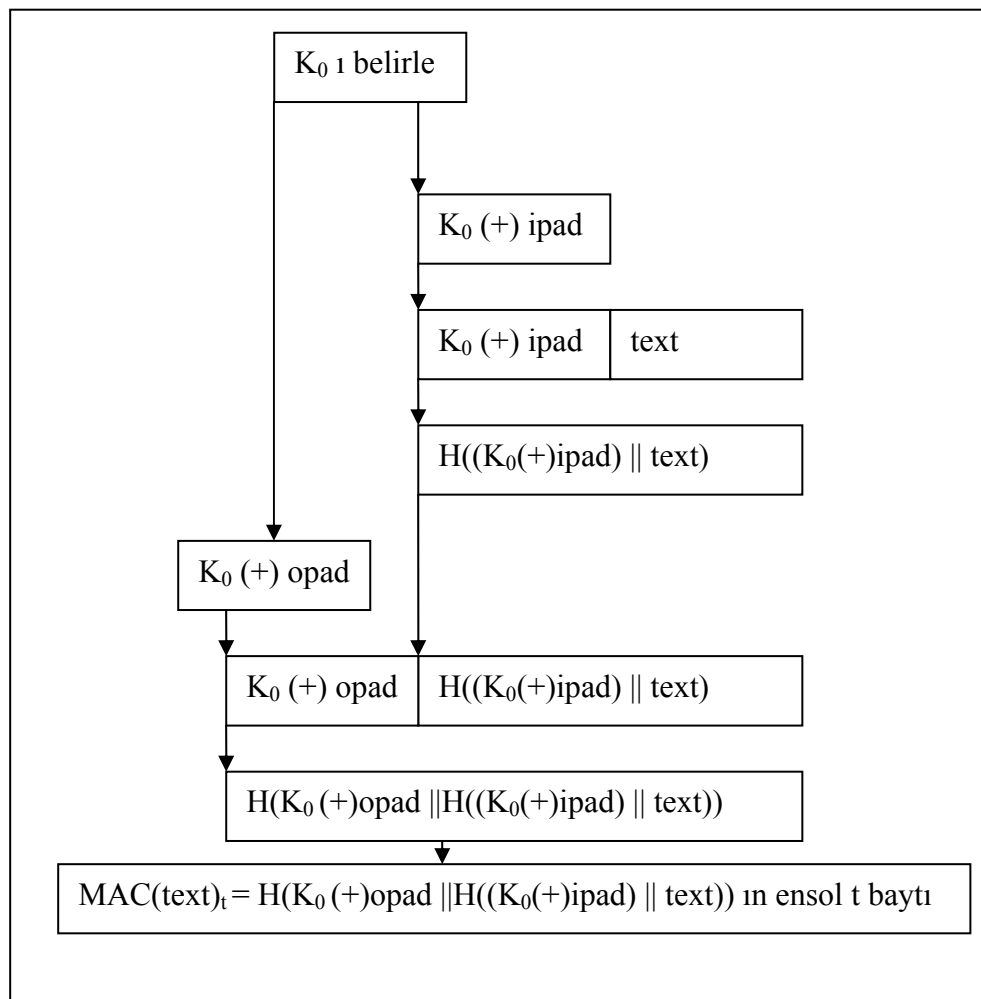 K₀ ı belirle
K₀ (+) ipad
K₀ (+) ipad text
H((K₀(+)ipad) || text)
K₀ (+) opad
K₀ (+) opad H((K₀(+)ipad) || text)
H(K₀ (+)opad ||H((K₀(+)ipad) || text))
MAC(text)ₜ = H(K₀ (+)opad ||H((K₀(+)ipad) || text)) ın ensol t baytı